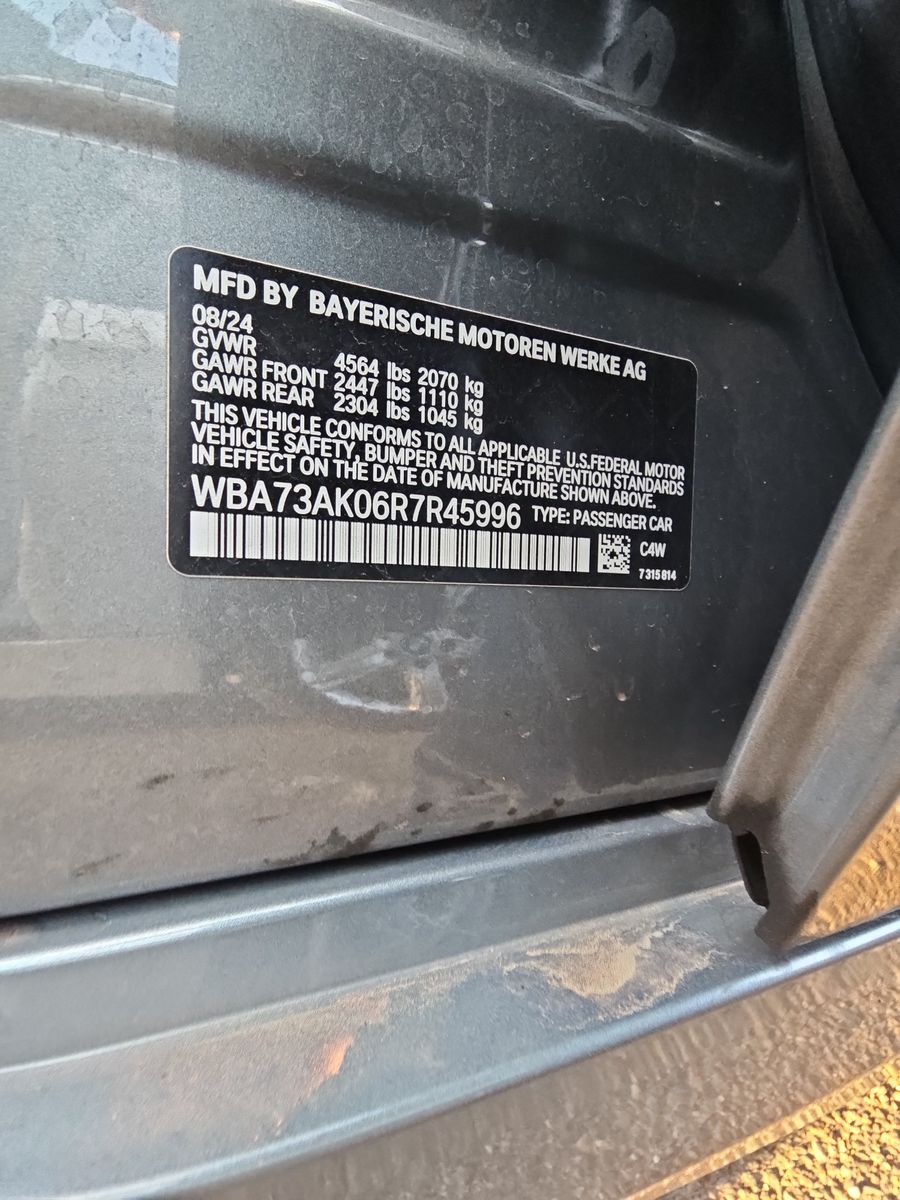 MFD BY BAYERISCHE MOTOREN WERKE AG
08/24
GVWR 4564 lbs 2070 kg
GAWR FRONT 2447 lbs 1110 kg
GAWR REAR 2304 lbs 1045 kg
THIS VEHICLE CONFORMS TO ALL APPLICABLE U.S.FEDERAL MOTOR
VEHICLE SAFETY, BUMPER AND THEFT PREVENTION STANDARDS
IN EFFECT ON THE DATE OF MANUFACTURE SHOWN ABOVE.
WBA73AK06R7R45996 TYPE: PASSENGER CAR
C4W
7315814